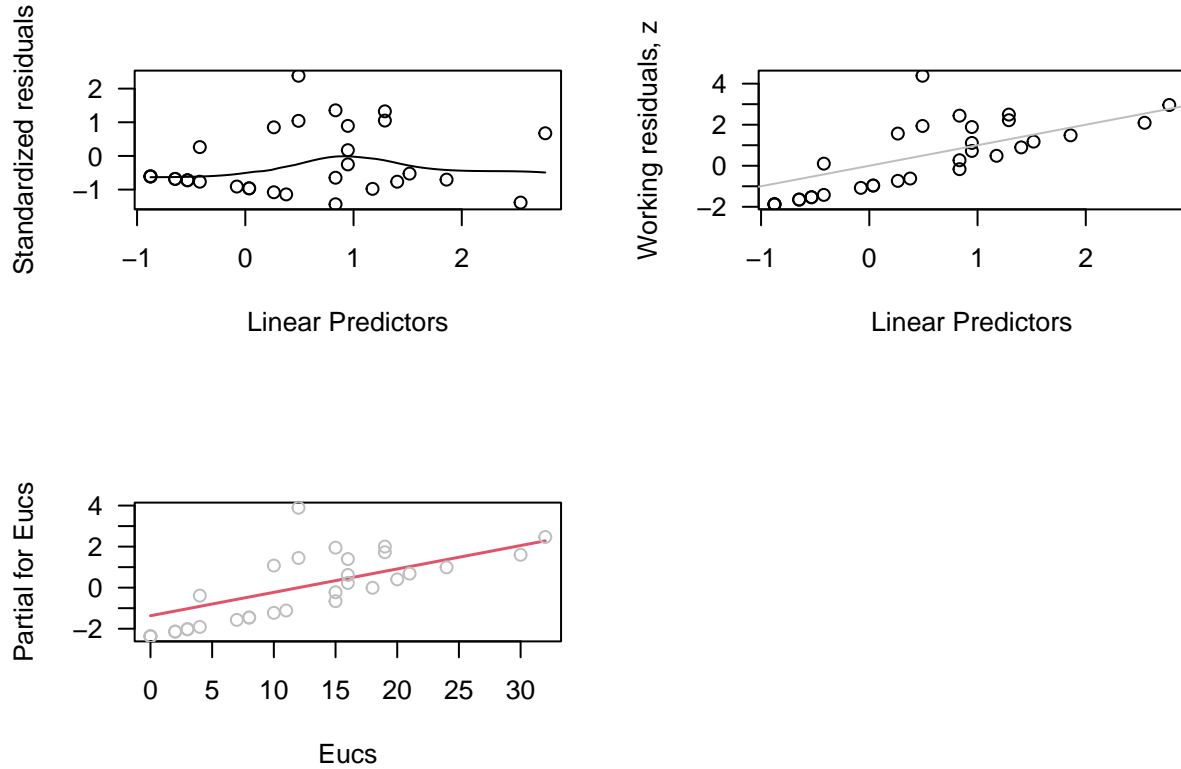 Standardized residuals
2
1
0
−1
−1 0 1 2
Linear Predictors
Working residuals, z
4
2
0
−2
−1 0 1 2
Linear Predictors
Partial for Eucs
4
2
0
−2
0 5 10 15 20 25 30
Eucs